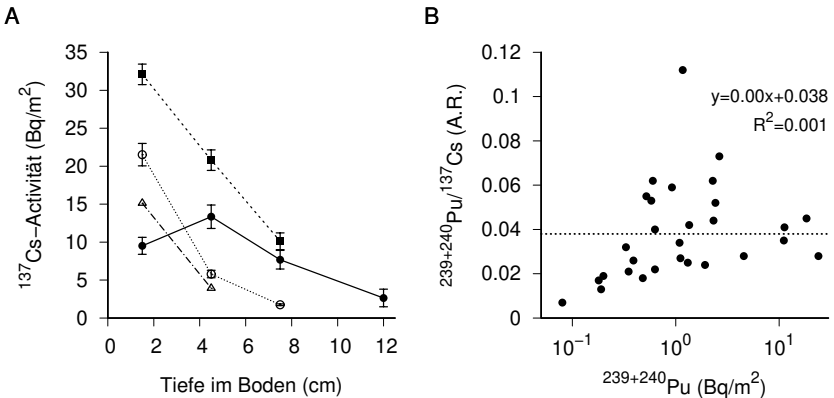 A
35
30
25
20
15
10
5
0
0 2 4 6 8 10 12
¹³⁷Cs–Activität (Bq/m²)
Tiefe im Boden (cm)
B
0.12
0.1
0.08
0.06
0.04
0.02
0
10⁻¹ 10⁰ 10¹
²³⁹⁺²⁴⁰Pu/¹³⁷Cs (A.R.)
²³⁹⁺²⁴⁰Pu (Bq/m²)
y=0.00x+0.038
R²=0.001